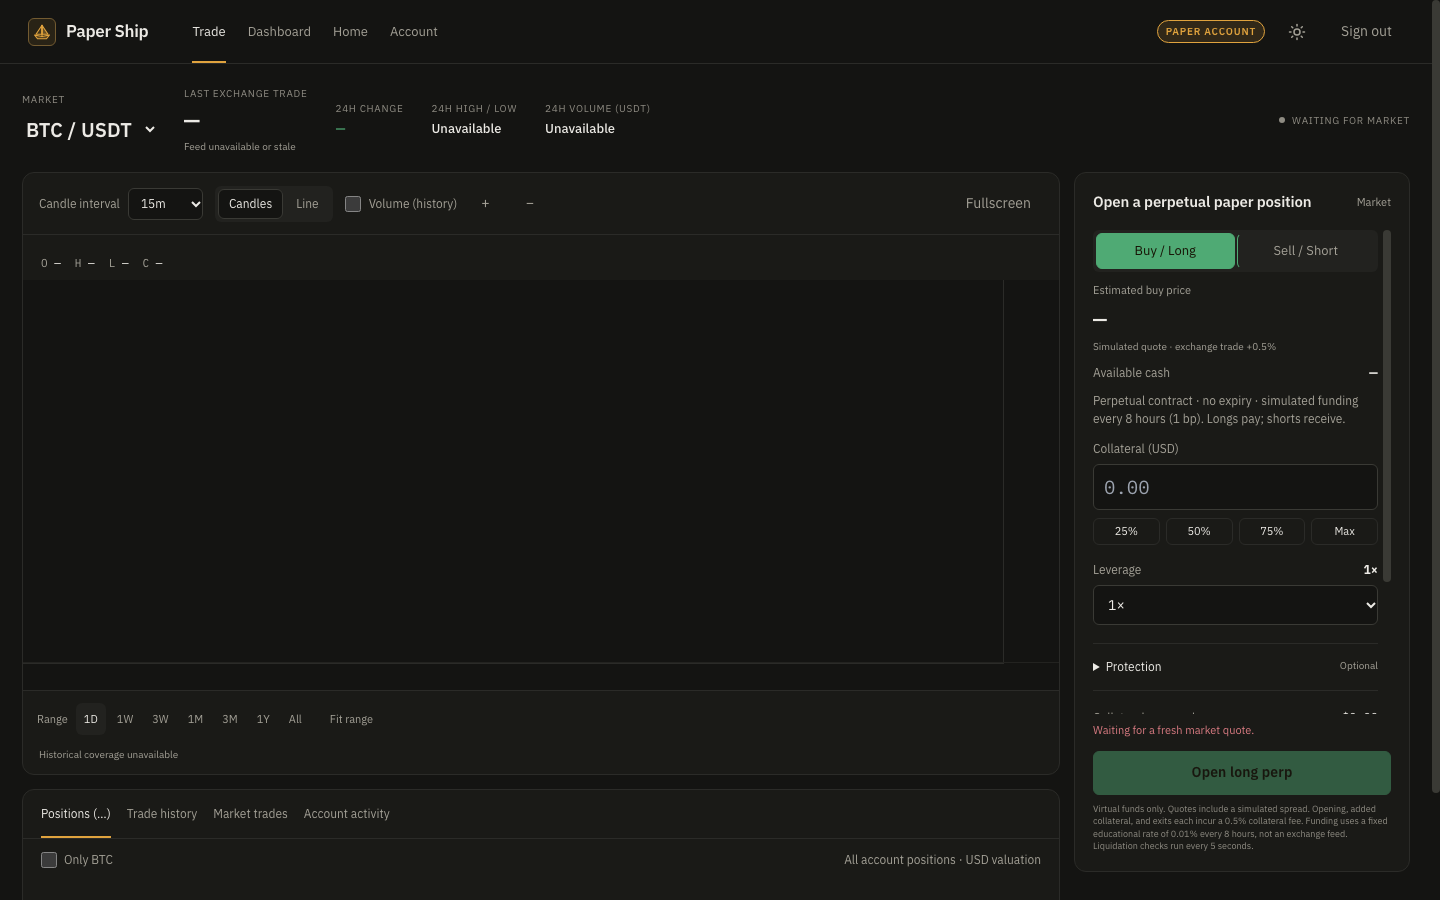 Paper Ship
Trade
Dashboard
Home
Account
PAPER ACCOUNT
Sign out
MARKET
BTC / USDT
LAST EXCHANGE TRADE
—
Feed unavailable or stale
24H CHANGE
—
24H HIGH / LOW
Unavailable
24H VOLUME (USDT)
Unavailable
WAITING FOR MARKET
Candle interval
15m
Candles
Line
Volume (history)
+
−
Fullscreen
O — H — L — C —
Range
1D
1W
3W
1M
3M
1Y
All
Fit range
Historical coverage unavailable
Positions (...)
Trade history
Market trades
Account activity
Only BTC
All account positions · USD valuation
Open a perpetual paper position
Market
Buy / Long
Sell / Short
Estimated buy price
—
Simulated quote · exchange trade +0.5%
Available cash
—
Perpetual contract · no expiry · simulated funding
every 8 hours (1 bp). Longs pay; shorts receive.
Collateral (USD)
0.00
25%
50%
75%
Max
Leverage
1×
1×
Protection
Optional
Waiting for a fresh market quote.
Open long perp
Virtual funds only. Quotes include a simulated spread. Opening, added
collateral, and exits each incur a 0.5% collateral fee. Funding uses a fixed
educational rate of 0.01% every 8 hours, not an exchange feed.
Liquidation checks run every 5 seconds.